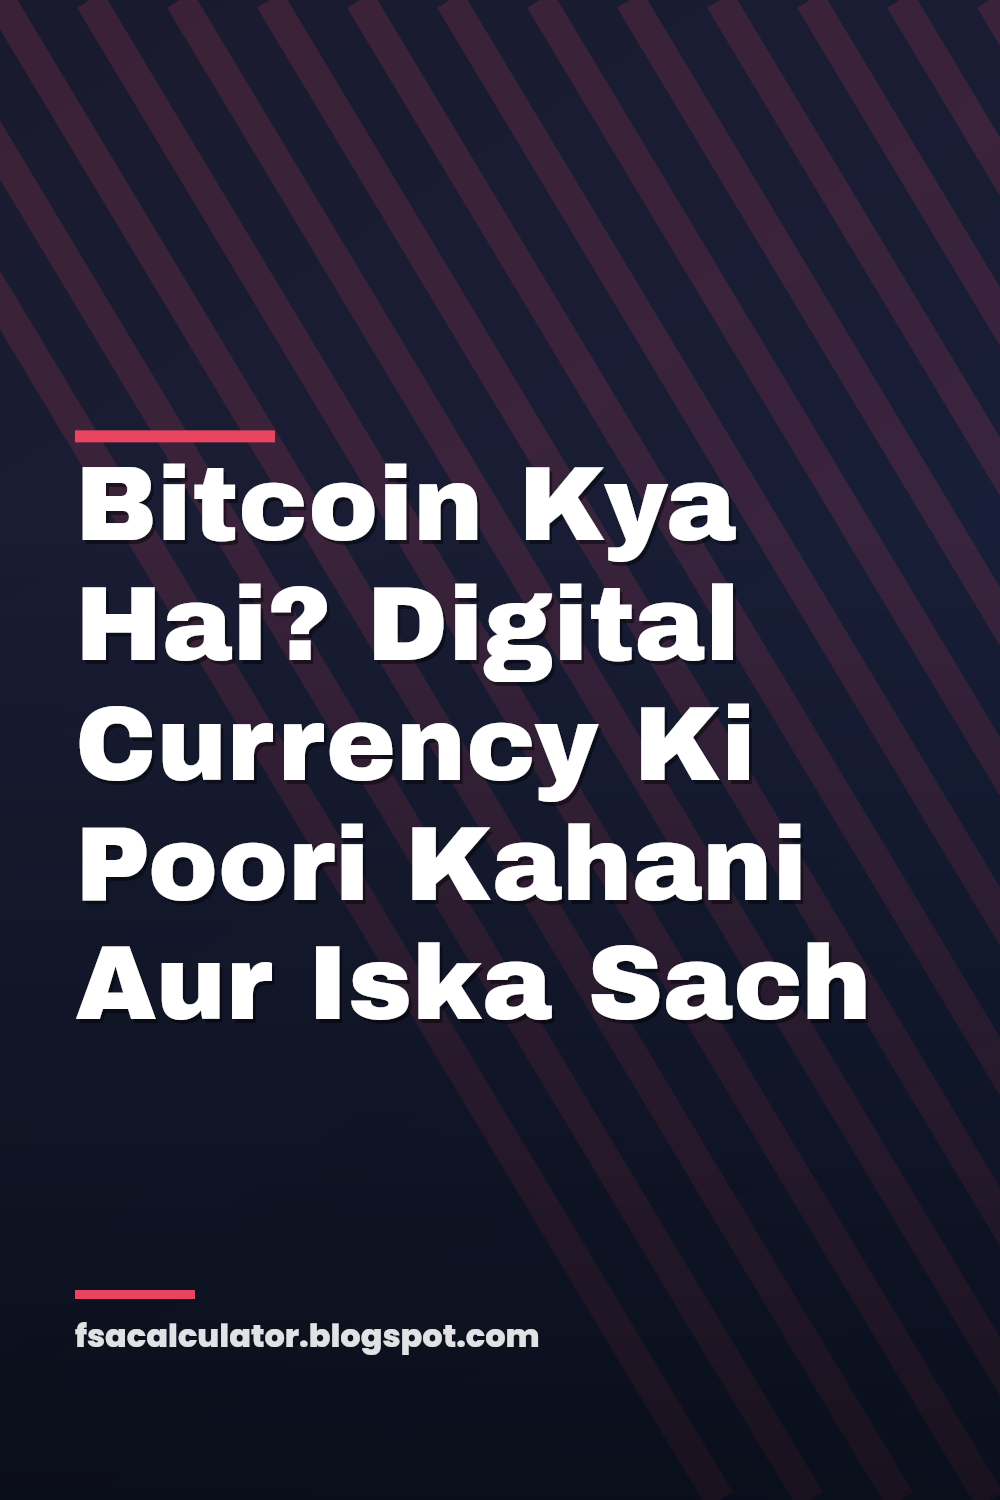 Bitcoin Kya
Hai? Digital
Currency Ki
Poori Kahani
Aur Iska Sach
fsacalculator.blogspot.com